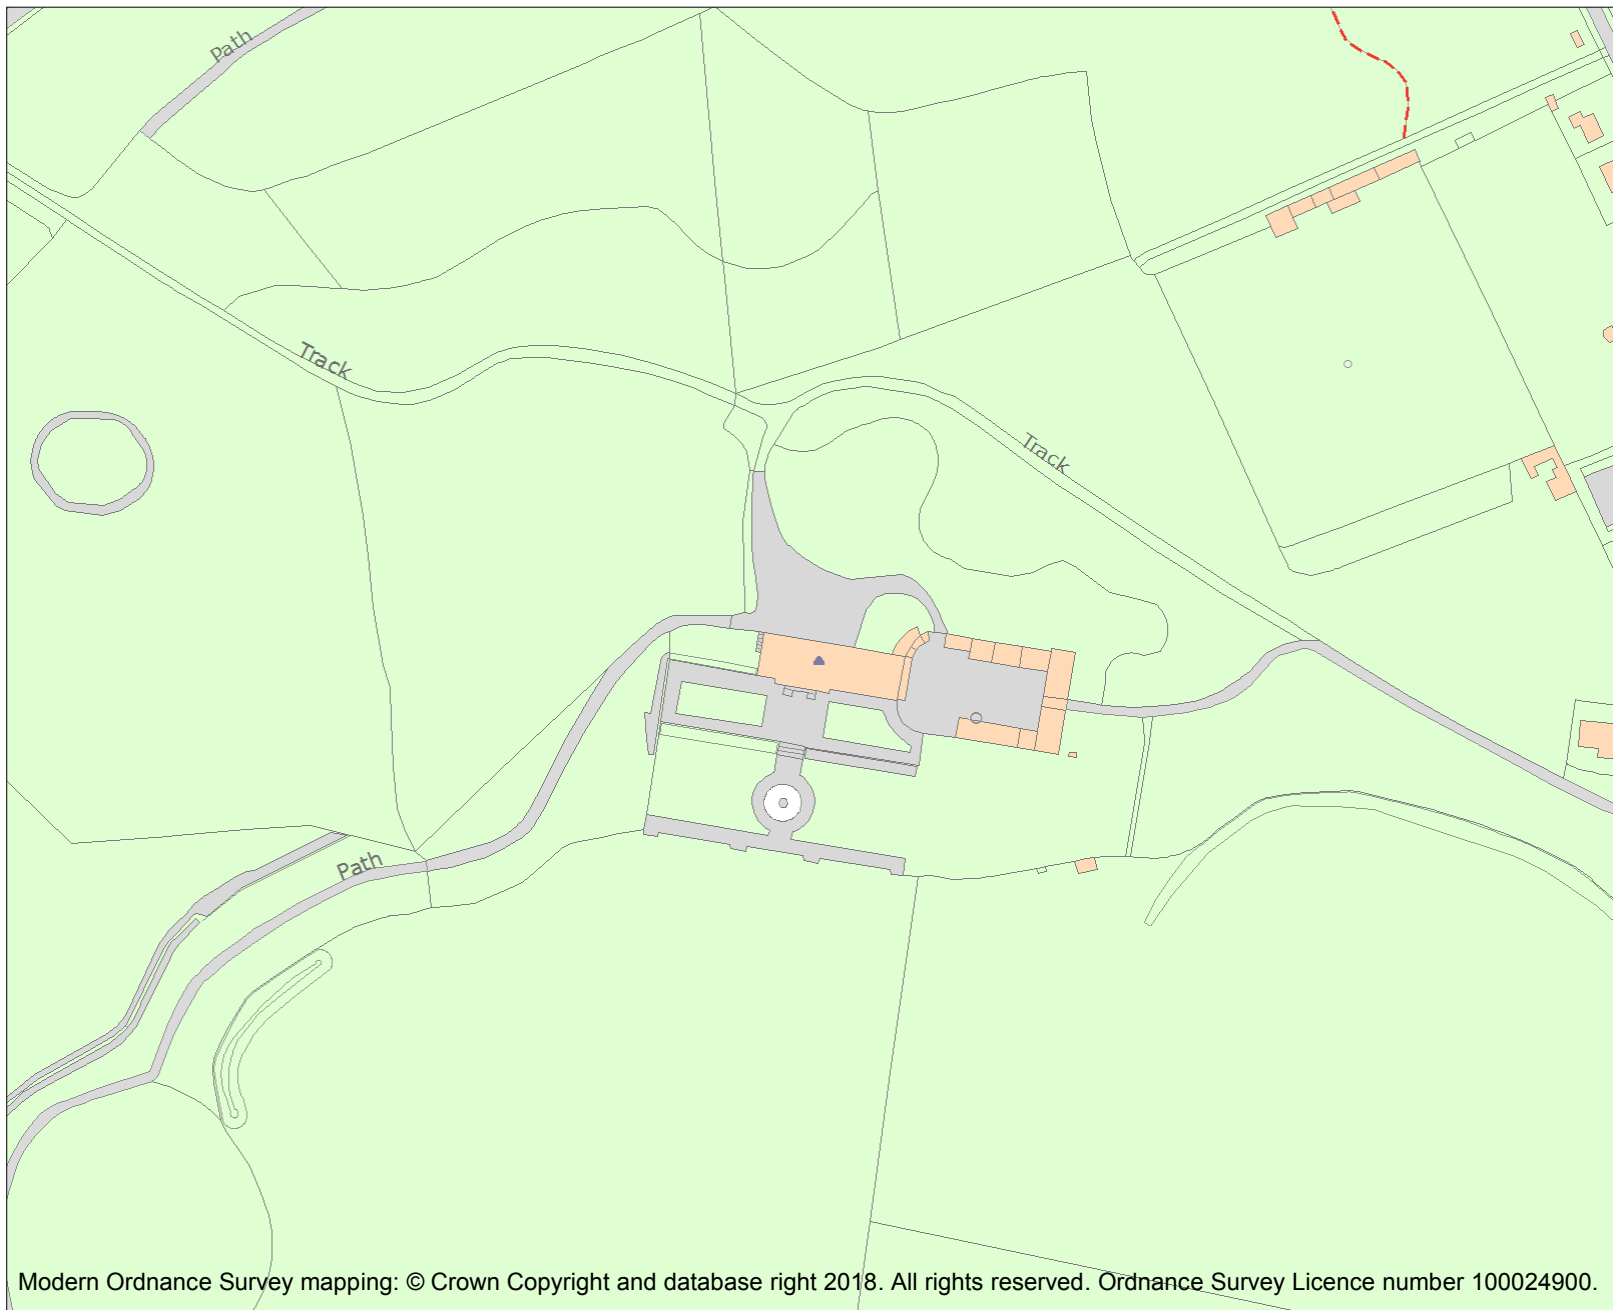 Path
Track
Track
Path
Modern Ordnance Survey mapping: © Crown Copyright and database right 2018. All rights reserved. Ordnance Survey Licence number 100024900.